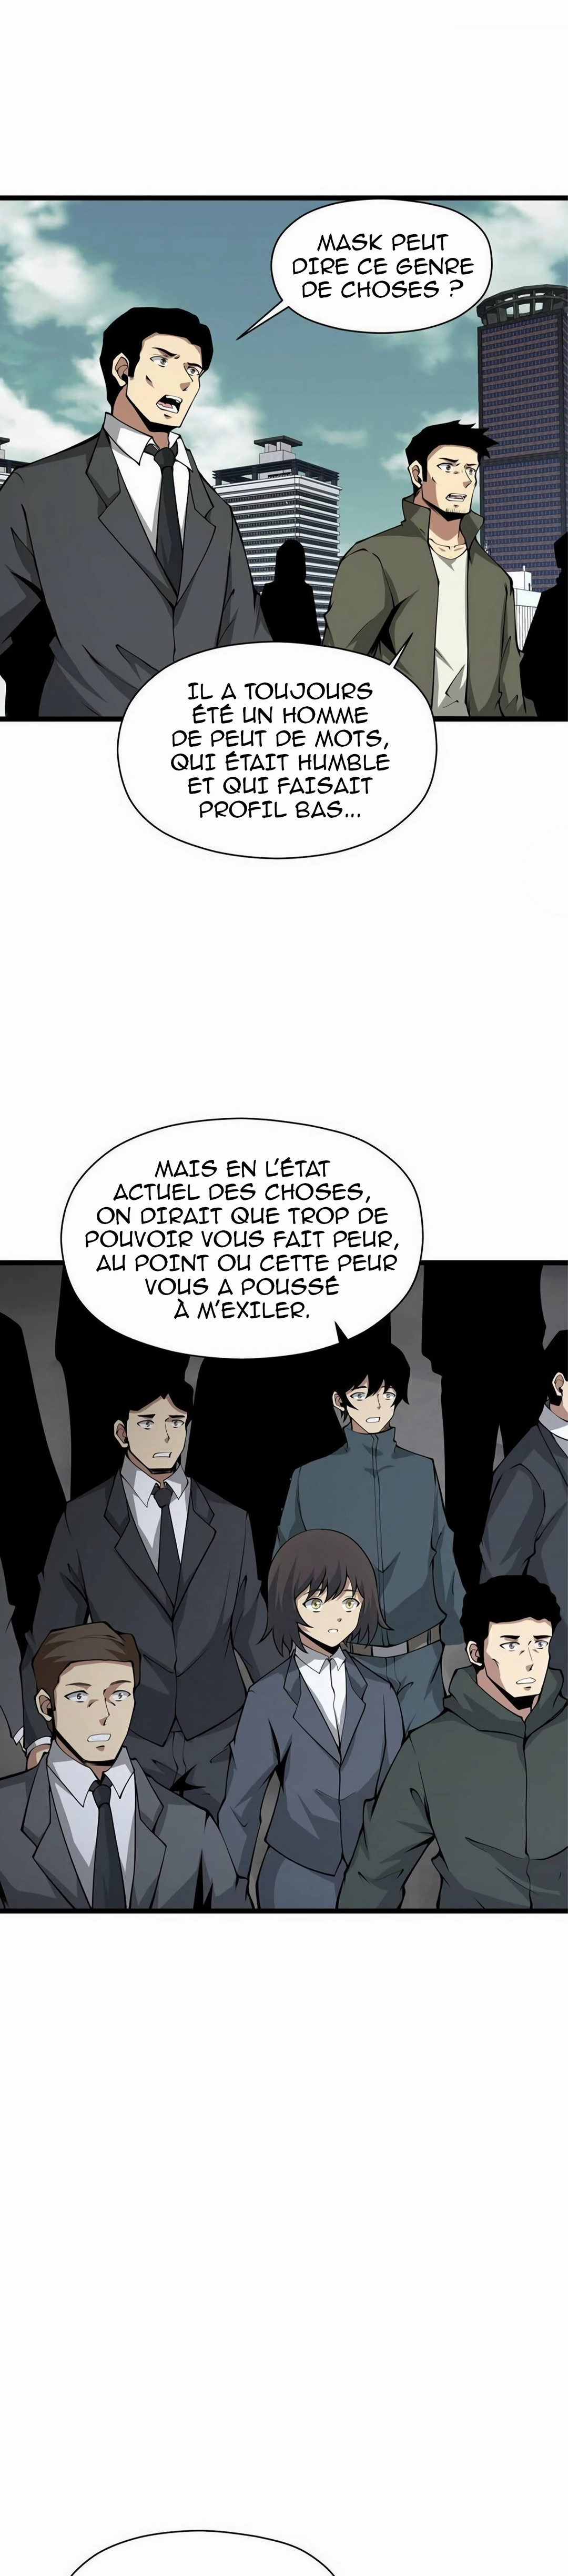 MASK PEUT
DIRE CE GENRE
DE CHOSES ?
IL A TOUJOURS
ÉTÉ UN HOMME
DE PEUT DE MOTS,
QUI ÉTAIT HUMBLE
ET QUI FAISAIT
PROFIL BAS...
MAIS EN L'ÉTAT
ACTUEL DES CHOSES,
ON DIRAIT QUE TROP DE
POUVOIR VOUS FAIT PEUR,
AU POINT OU CETTE PEUR
VOUS A POUSSÉ
À M'EXILER.